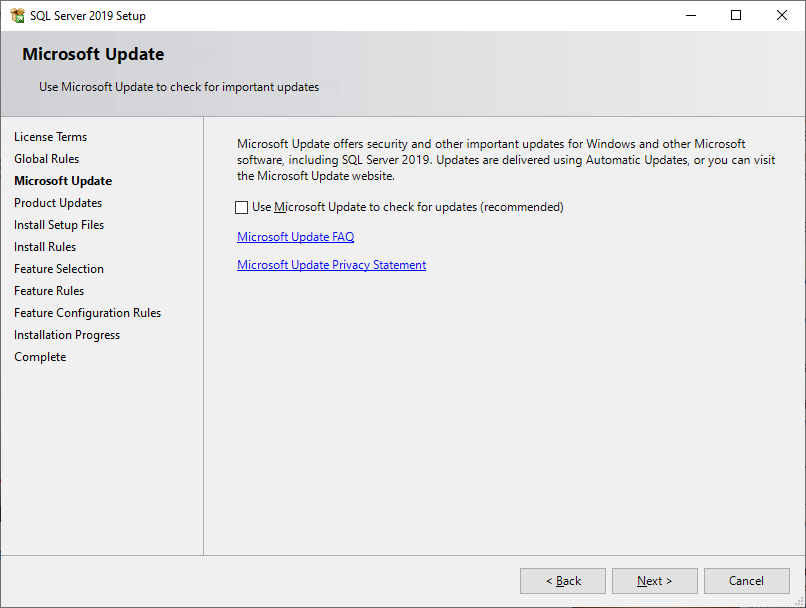 SQL Server 2019 Setup
Microsoft Update
Use Microsoft Update to check for important updates
License Terms
Global Rules
Microsoft Update
Product Updates
Install Setup Files
Install Rules
Feature Selection
Feature Rules
Feature Configuration Rules
Installation Progress
Complete
Microsoft Update offers security and other important updates for Windows and other Microsoft
software, including SQL Server 2019. Updates are delivered using Automatic Updates, or you can visit
the Microsoft Update website.
Use Microsoft Update to check for updates (recommended)
Microsoft Update FAQ
Microsoft Update Privacy Statement
< Back
Next >
Cancel